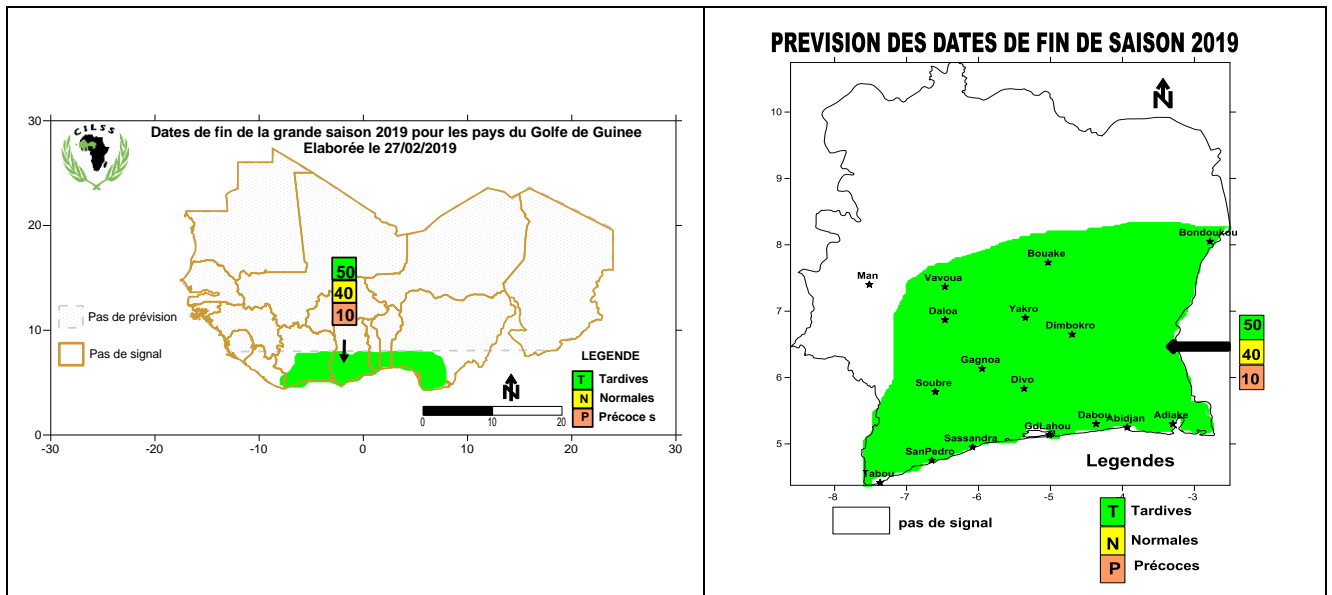 CILSS
Dates de fin de la grande saison 2019 pour les pays du Golfe de Guinee
Elaborée le 27/02/2019
30
20
10
0
-30
-20
-10
0
10
20
30
50
40
10
Pas de prévision
Pas de signal
N
0
10
20
LEGENDE
T Tardives
N Normales
P Précoce s
PREVISION DES DATES DE FIN DE SAISON 2019
N
10
9
8
7
6
5
-8
-7
-6
-5
-4
-3
Bondoukou
Bouake
Man
Vavoua
Daloa
Yakro
Dimbokro
Gagnoa
Soubre
Divo
Dabou
Abidjan
Adiake
GdLahou
Sassandra
SanPedro
Tabou
50
40
10
Legendes
pas de signal
T Tardives
N Normales
P Précoces